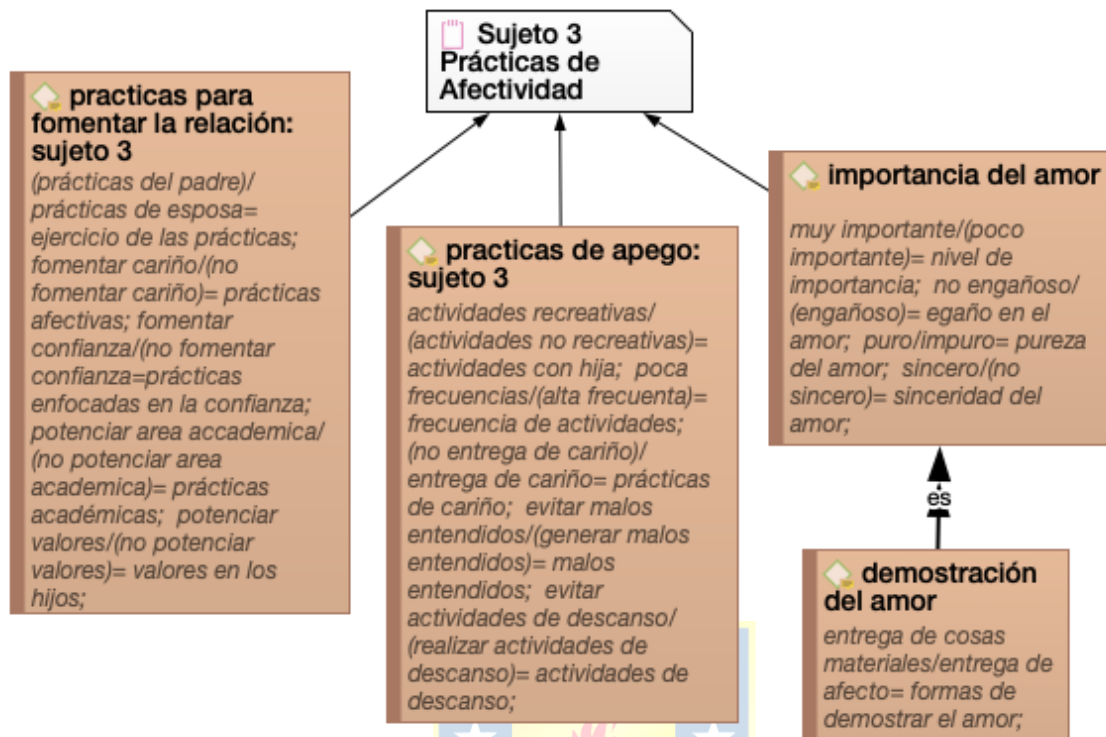 Sujeto 3
Prácticas de
Afectividad
practicas para
fomentar la relación:
sujeto 3
(prácticas del padre)/
prácticas de esposa=
ejercicio de las prácticas;
fomentar cariño/(no
fomentar cariño)= prácticas
afectivas; fomentar
confianza/(no fomentar
confianza=prácticas
enfocadas en la confianza;
potenciar area accademica/
(no potenciar area
academica)= prácticas
académicas; potenciar
valores/(no potenciar
valores)= valores en los
hijos;
practicas de apego:
sujeto 3
actividades recreativas/
(actividades no recreativas)=
actividades con hija; poca
frecuencias/(alta frecuenta)=
frecuencia de actividades;
(no entrega de cariño)/
entrega de cariño= prácticas
de cariño; evitar malos
entendidos/(generar malos
entendidos)= malos
entendidos; evitar
actividades de descanso/
(realizar actividades de
descanso)= actividades de
descanso;
importancia del amor
muy importante/(poco
importante)= nivel de
importancia; no engañoso/
(engañoso)= egaño en el
amor; puro/impuro= pureza
del amor; sincero/(no
sincero)= sinceridad del
amor;
es
demostración
del amor
entrega de cosas
materiales/entrega de
afecto= formas de
demostrar el amor;